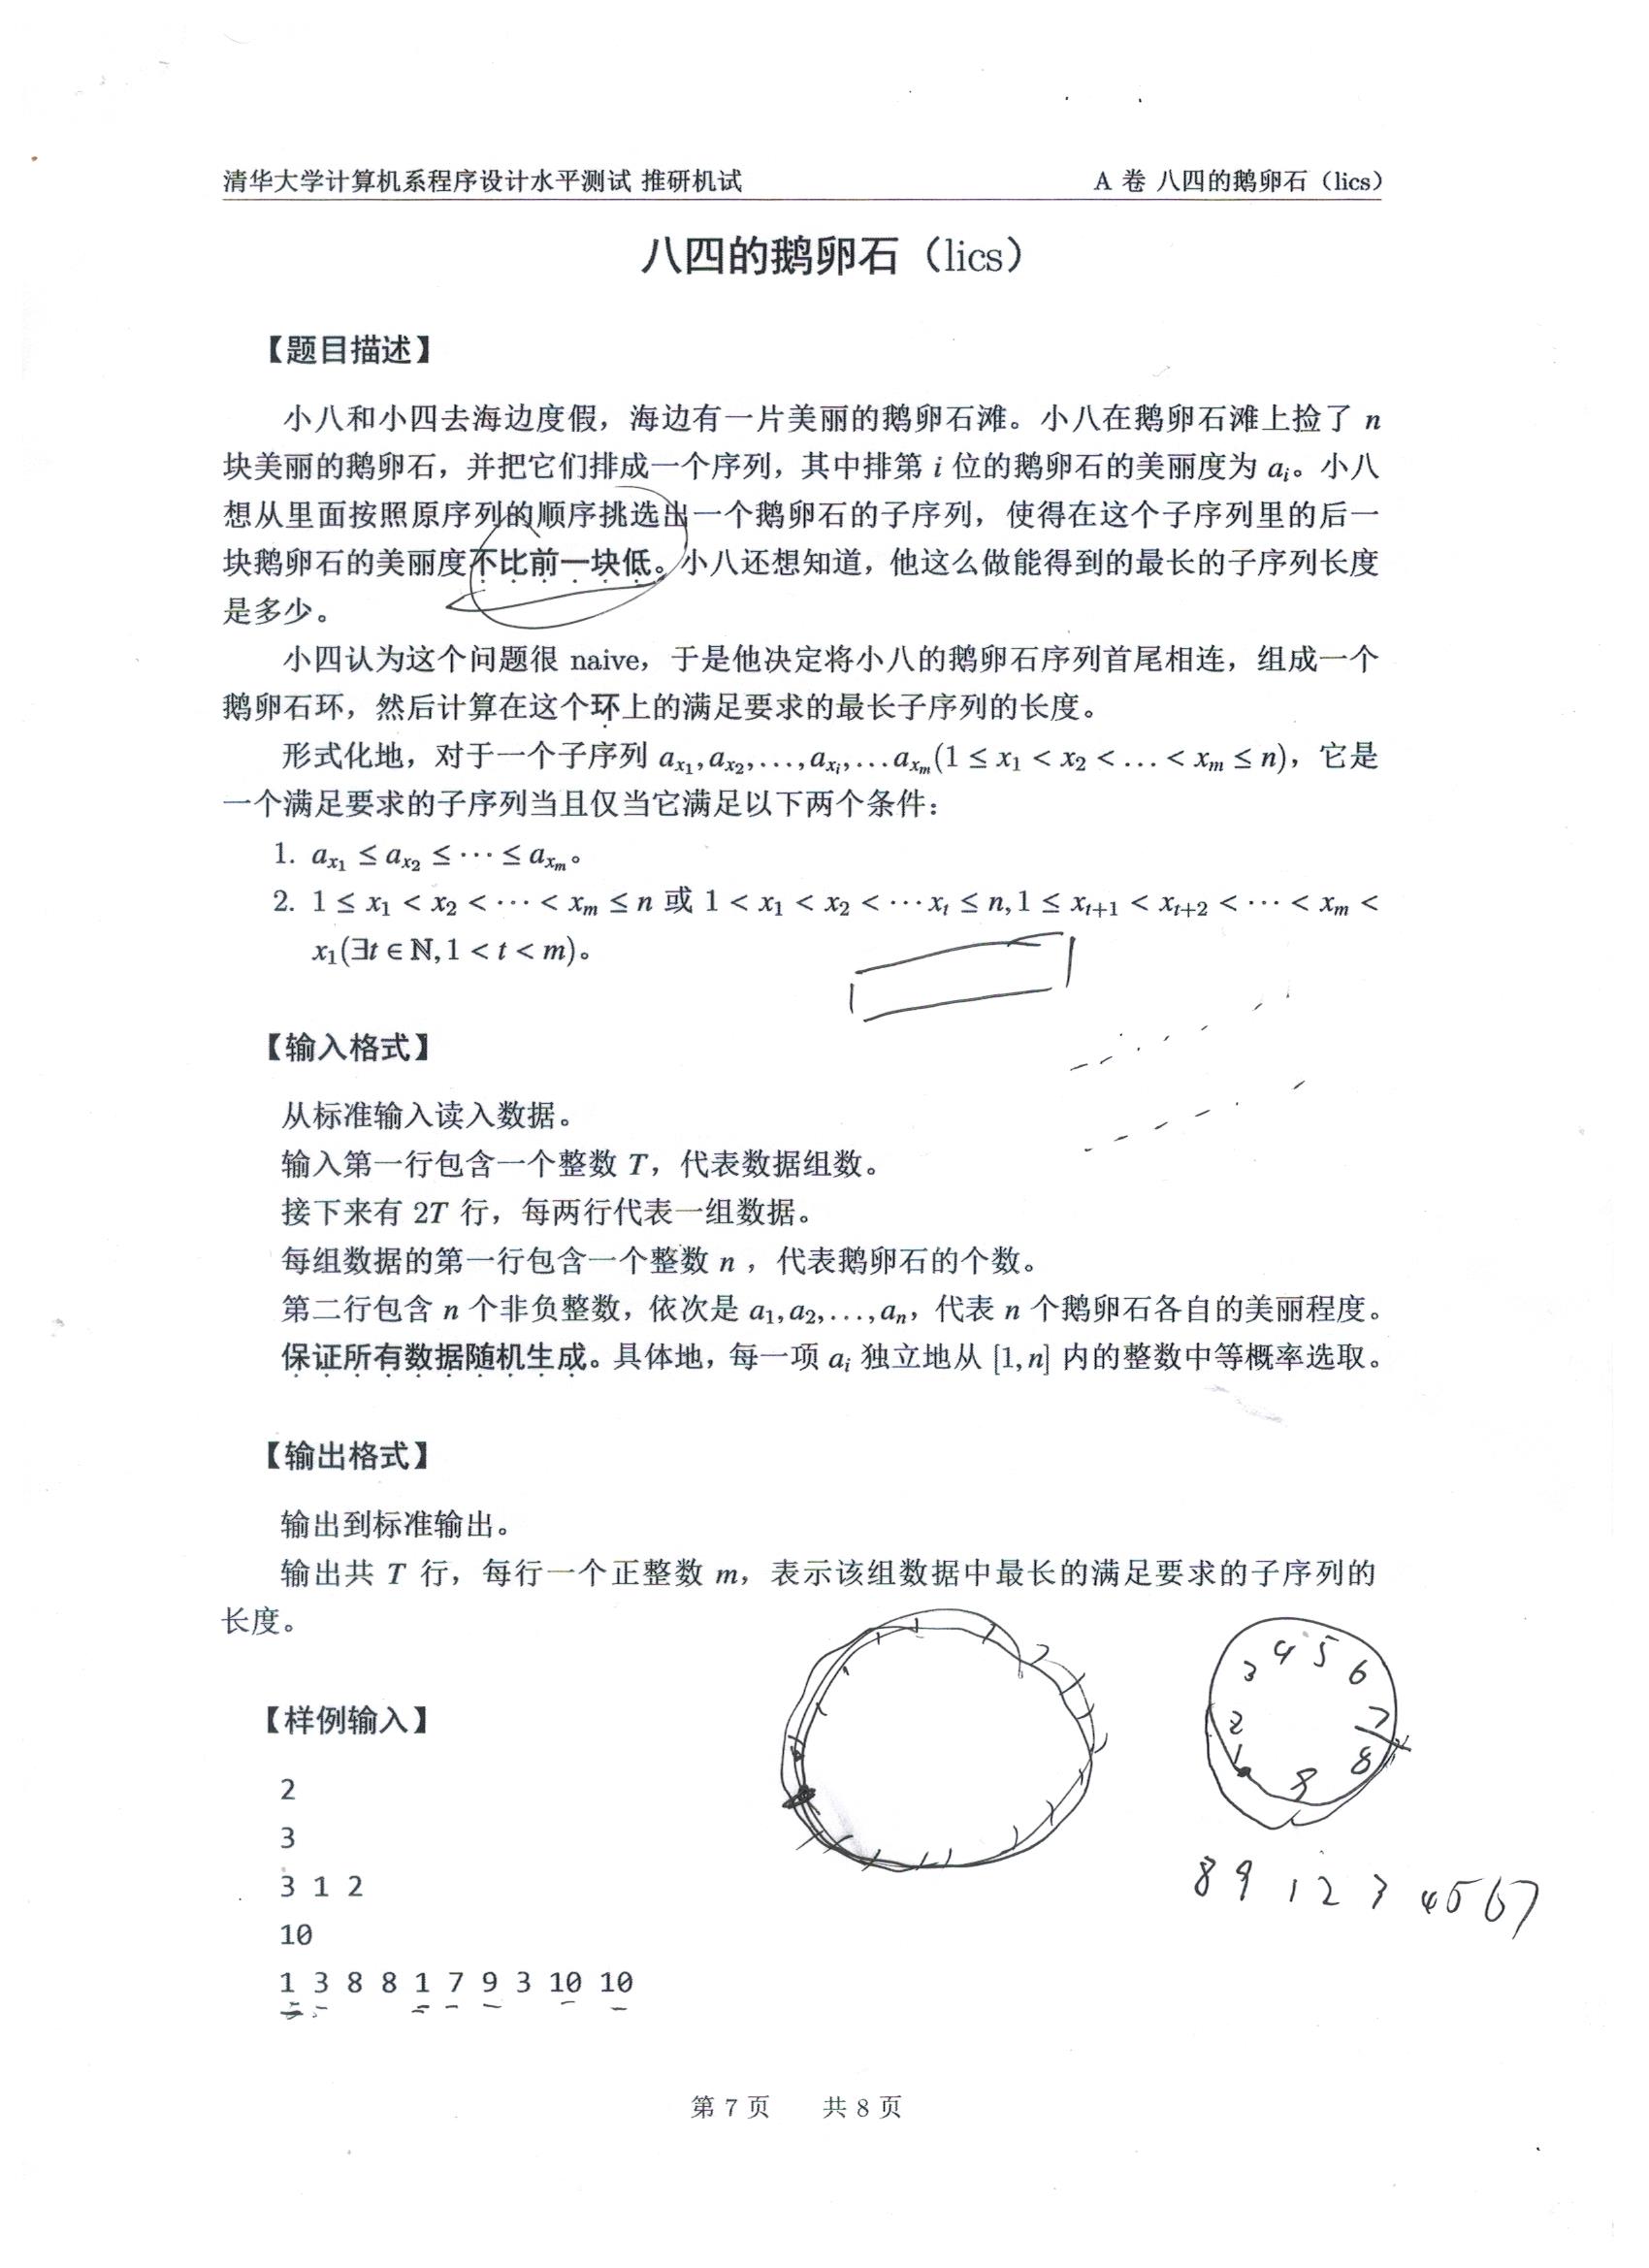 清华大学计算机系程序设计水平测试 推研机试 A 卷 八四的鹅卵石（lics）
八四的鹅卵石（lics）
【题目描述】
小八和小四去海边度假，海边有一片美丽的鹅卵石滩。小八在鹅卵石滩上捡了 n
块美丽的鹅卵石，并把它们排成一个序列，其中排第 i 位的鹅卵石的美丽度为 aᵢ。小八
想从里面按照原序列的顺序挑选出一个鹅卵石的子序列，使得在这个子序列里的后一
块鹅卵石的美丽度不比前一块低。小八还想知道，他这么做能得到的最长的子序列长度
是多少。
小四认为这个问题很 naive，于是他决定将小八的鹅卵石序列首尾相连，组成一个
鹅卵石环，然后计算在这个环上的满足要求的最长子序列的长度。
形式化地，对于一个子序列 a_{x_1}, a_{x_2}, ..., a_{x_i}, ... a_{x_m} (1 ≤ x_1 < x_2 < ... < x_m ≤ n)，它是
一个满足要求的子序列当且仅当它满足以下两个条件：
1. a_{x_1} ≤ a_{x_2} ≤ ⋯ ≤ a_{x_m}。
2. 1 ≤ x_1 < x_2 < ⋯ < x_m ≤ n 或 1 < x_1 < x_2 < ⋯ x_t ≤ n, 1 ≤ x_{t+1} < x_{t+2} < ⋯ < x_m <
x_1 (∃t ∈ ℕ, 1 < t < m)。
【输入格式】
从标准输入读入数据。
输入第一行包含一个整数 T，代表数据组数。
接下来有 2T 行，每两行代表一组数据。
每组数据的第一行包含一个整数 n ，代表鹅卵石的个数。
第二行包含 n 个非负整数，依次是 a_1, a_2, ..., a_n，代表 n 个鹅卵石各自的美丽程度。
保证所有数据随机生成。具体地，每一项 aᵢ 独立地从 [1, n] 内的整数中等概率选取。
【输出格式】
输出到标准输出。
输出共 T 行，每行一个正整数 m，表示该组数据中最长的满足要求的子序列的
长度。
【样例输入】
2
3
3 1 2
10
1 3 8 8 1 7 9 3 10 10
3 4 5 6
2 7
1 8
8 9 1 2 3 4 5 6 7
第 7 页 共 8 页